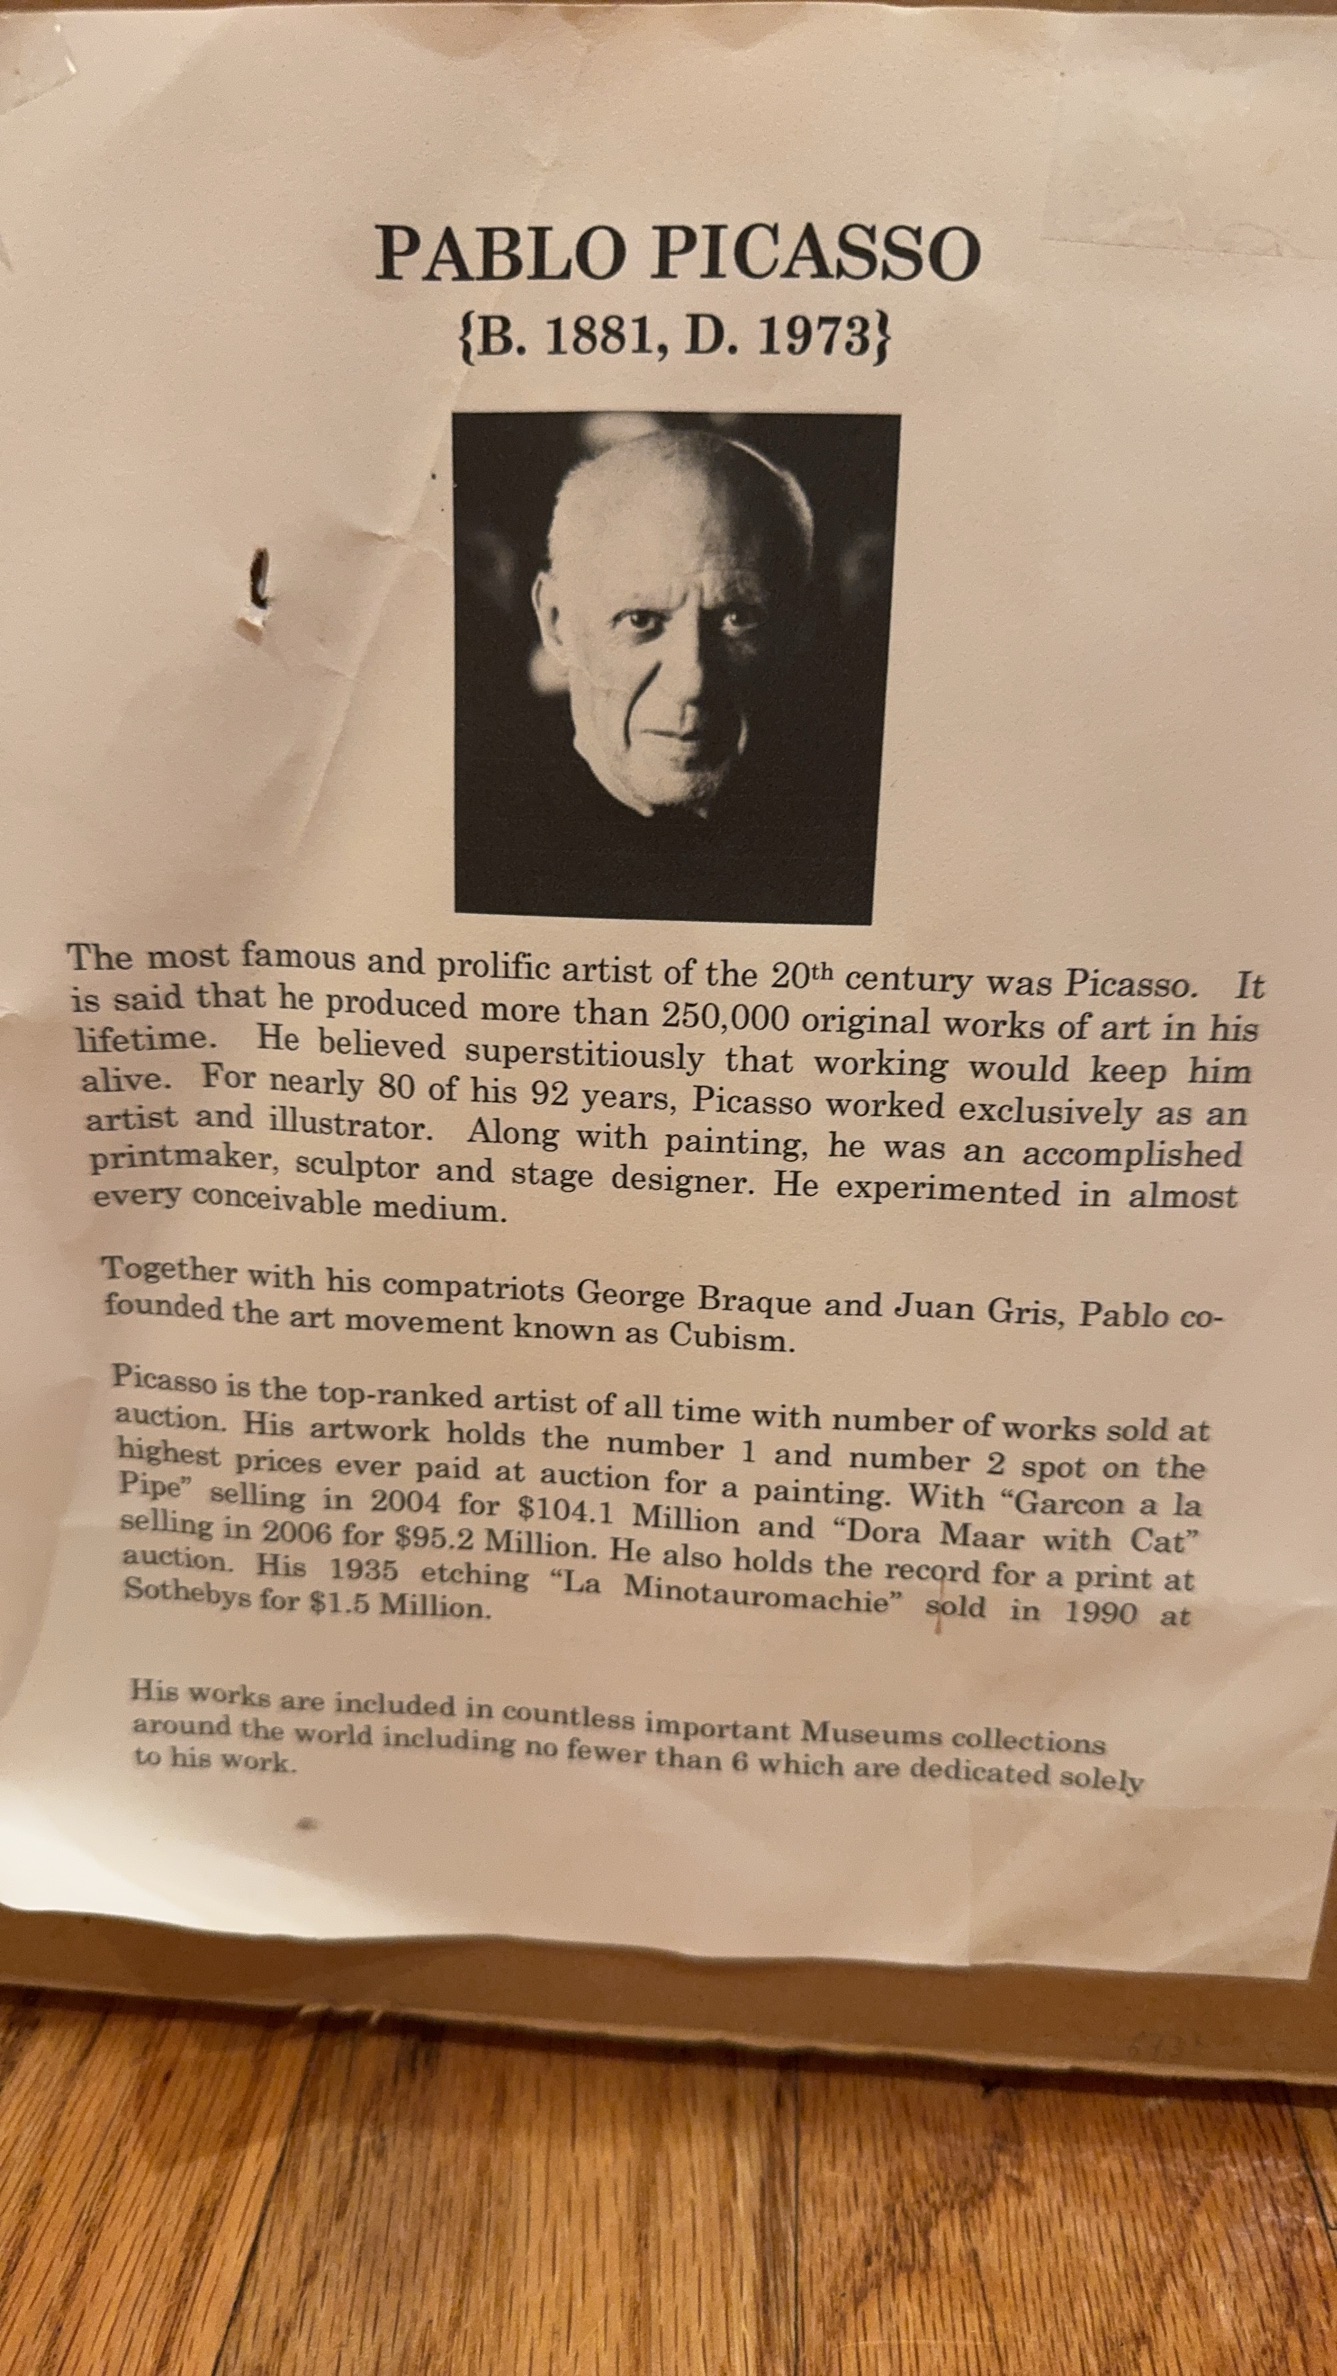 PABLO PICASSO
{B. 1881, D. 1973}
The most famous and prolific artist of the 20th century was Picasso. It
is said that he produced more than 250,000 original works of art in his
lifetime. He believed superstitiously that working would keep him
alive. For nearly 80 of his 92 years, Picasso worked exclusively as an
artist and illustrator. Along with painting, he was an accomplished
printmaker, sculptor and stage designer. He experimented in almost
every conceivable medium.
Together with his compatriots George Braque and Juan Gris, Pablo co-
founded the art movement known as Cubism.
Picasso is the top-ranked artist of all time with number of works sold at
auction. His artwork holds the number 1 and number 2 spot on the
highest prices ever paid at auction for a painting. With “Garcon a la
Pipe” selling in 2004 for $104.1 Million and “Dora Maar with Cat”
selling in 2006 for $95.2 Million. He also holds the record for a print at
auction. His 1935 etching “La Minotauromachie” sold in 1990 at
Sothebys for $1.5 Million.
His works are included in countless important Museums collections
around the world including no fewer than 6 which are dedicated solely
to his work.